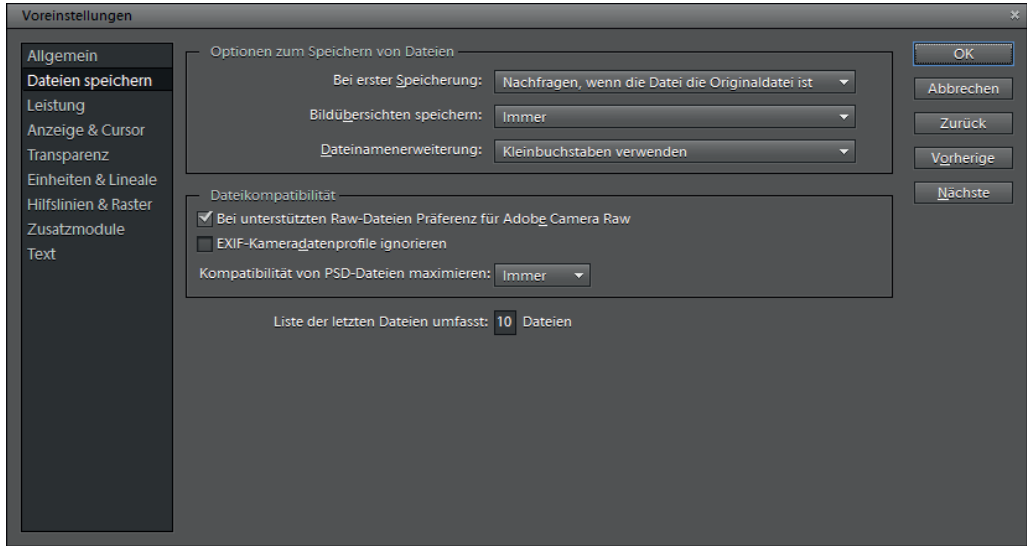 Voreinstellungen
Allgemein
Dateien speichern
Leistung
Anzeige & Cursor
Transparenz
Einheiten & Lineale
Hilfslinien & Raster
Zusatzmodule
Text
Optionen zum Speichern von Dateien
Bei erster Speicherung: Nachfragen, wenn die Datei die Originaldatei ist
Bildübersichten speichern: Immer
Dateinamenerweiterung: Kleinbuchstaben verwenden
Dateikompatibilität
Bei unterstützten Raw-Dateien Präferenz für Adobe Camera Raw
EXIF-Kameradatenprofile ignorieren
Kompatibilität von PSD-Dateien maximieren: Immer
Liste der letzten Dateien umfasst: 10 Dateien
OK
Abbrechen
Zurück
Vorherige
Nächste